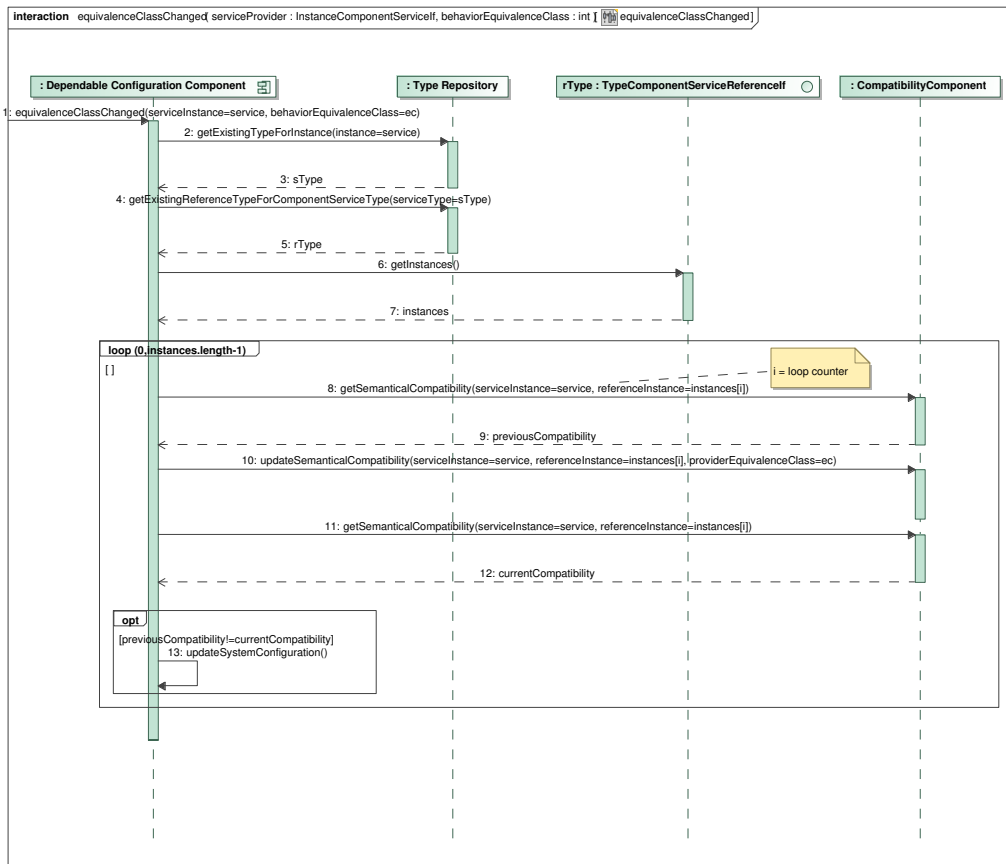 interaction equivalenceClassChanged( serviceProvider : InstanceComponentServiceIf, behaviorEquivalenceClass : int )[ equivalenceClassChanged]
: Dependable Configuration Component
: Type Repository
rType : TypeComponentServiceReferenceIf
: CompatibilityComponent
1: equivalenceClassChanged(serviceInstance=service, behaviorEquivalenceClass=ec)
2: getExistingTypeForInstance(instance=service)
3: sType
4: getExistingReferenceTypeForComponentServiceType(serviceType=sType)
5: rType
6: getInstances()
7: instances
loop (0,instances.length-1)
[ ]
i = loop counter
8: getSemanticalCompatibility(serviceInstance=service, referenceInstance=instances[i])
9: previousCompatibility
10: updateSemanticalCompatibility(serviceInstance=service, referenceInstance=instances[i], providerEquivalenceClass=ec)
11: getSemanticalCompatibility(serviceInstance=service, referenceInstance=instances[i])
12: currentCompatibility
opt
[previousCompatibility!=currentCompatibility]
13: updateSystemConfiguration()